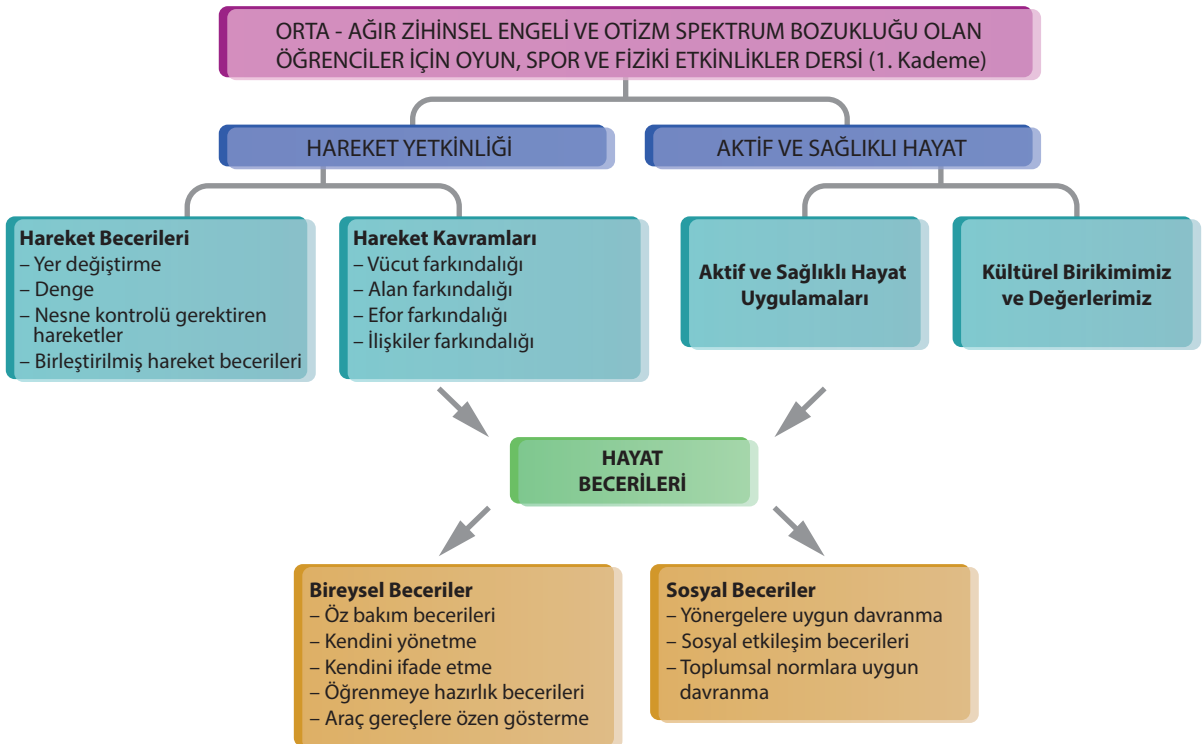 ORTA - AĞIR ZİHİNSEL ENGELİ VE OTİZM SPEKTRUM BOZUKLUĞU OLAN
ÖĞRENCİLER İÇİN OYUN, SPOR VE FİZİKİ ETKİNLİKLER DERSİ (1. Kademe)
HAREKET YETKİNLİĞİ
AKTİF VE SAĞLIKLI HAYAT
Hareket Becerileri
– Yer değiştirme
– Denge
– Nesne kontrolü gerektiren
hareketler
– Birleştirilmiş hareket becerileri
Hareket Kavramları
– Vücut farkındalığı
– Alan farkındalığı
– Efor farkındalığı
– İlişkiler farkındalığı
Aktif ve Sağlıklı Hayat
Uygulamaları
Kültürel Birikimimiz
ve Değerlerimiz
HAYAT
BECERİLERİ
Bireysel Beceriler
– Öz bakım becerileri
– Kendini yönetme
– Kendini ifade etme
– Öğrenmeye hazırlık becerileri
– Araç gereçlere özen gösterme
Sosyal Beceriler
– Yönergelere uygun davranma
– Sosyal etkileşim becerileri
– Toplumsal normlara uygun
davranma